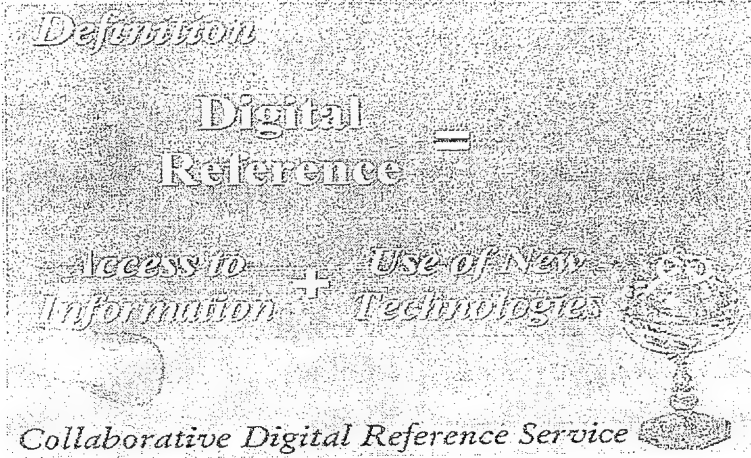 Definition
Digital =
Reference
Access to + Use of New
Information Technologies
Collaborative Digital Reference Service